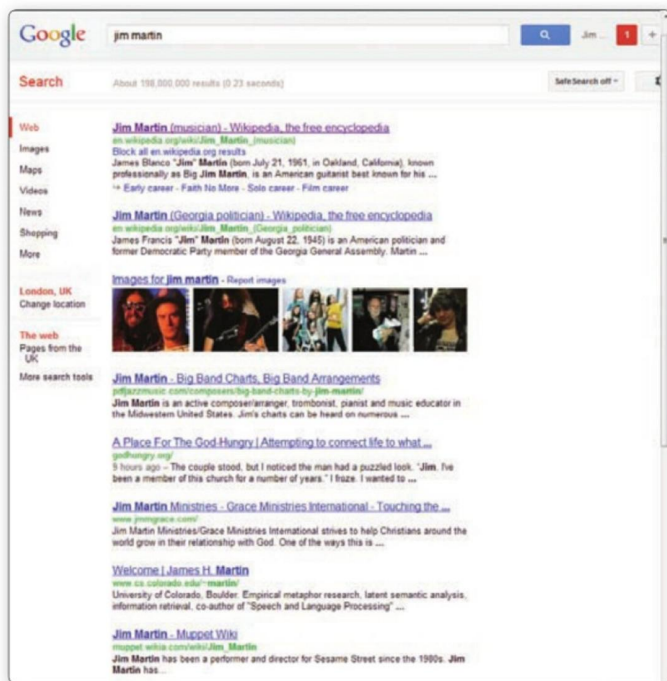 Google
jim martin
Jim ...
1
+
Search
About 198,000,000 results (0.23 seconds)
SafeSearch off
Web
Images
Maps
Videos
News
Shopping
More
London, UK
Change location
The web
Pages from the
UK
More search tools
Jim Martin (musician) - Wikipedia, the free encyclopedia
en.wikipedia.org/wiki/Jim_Martin_(musician)
Block all en.wikipedia.org results
James Blanco "Jim" Martin (born July 21, 1961, in Oakland, California), known
professionally as Big Jim Martin, is an American guitarist best known for his ...
Early career - Faith No More - Solo career - Film career
Jim Martin (Georgia politician) - Wikipedia, the free encyclopedia
en.wikipedia.org/wiki/Jim_Martin_(Georgia_politician)
James Francis "Jim" Martin (born August 22, 1945) is an American politician and
former Democratic Party member of the Georgia General Assembly. Martin ...
Images for jim martin - Report images
Jim Martin - Big Band Charts, Big Band Arrangements
pdfjazzmusic.com/composers/big-band-charts-by-jim-martin/
Jim Martin is an active composer/arranger, trombonist, pianist and music educator in
the Midwestern United States. Jim's charts can be heard on numerous ...
A Place For The God-Hungry | Attempting to connect life to what ...
godhungry.org/
9 hours ago – The couple stood, but I noticed the man had a puzzled look. "Jim, I've
been a member of this church for a number of years." I froze. I wanted to ...
Jim Martin Ministries - Grace Ministries International - Touching the ...
www.jmmgrace.com/
Jim Martin Ministries/Grace Ministries International strives to help Christians around the
world grow in their relationship with God. One of the ways this is ...
Welcome | James H. Martin
www.cs.colorado.edu/~martin/
University of Colorado, Boulder. Empirical metaphor research, latent semantic analysis,
information retrieval, co-author of "Speech and Language Processing" ...
Jim Martin - Muppet Wiki
muppet.wikia.com/wiki/Jim_Martin
Jim Martin has been a performer and director for Sesame Street since the 1980s. Jim
Martin has...